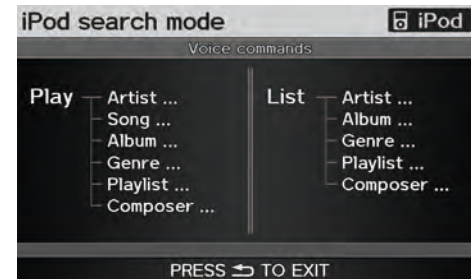 iPod search mode
iPod
Voice commands
Play
Artist ...
Song ...
Album ...
Genre ...
Playlist ...
Composer ...
List
Artist ...
Album ...
Genre ...
Playlist ...
Composer ...
PRESS TO EXIT